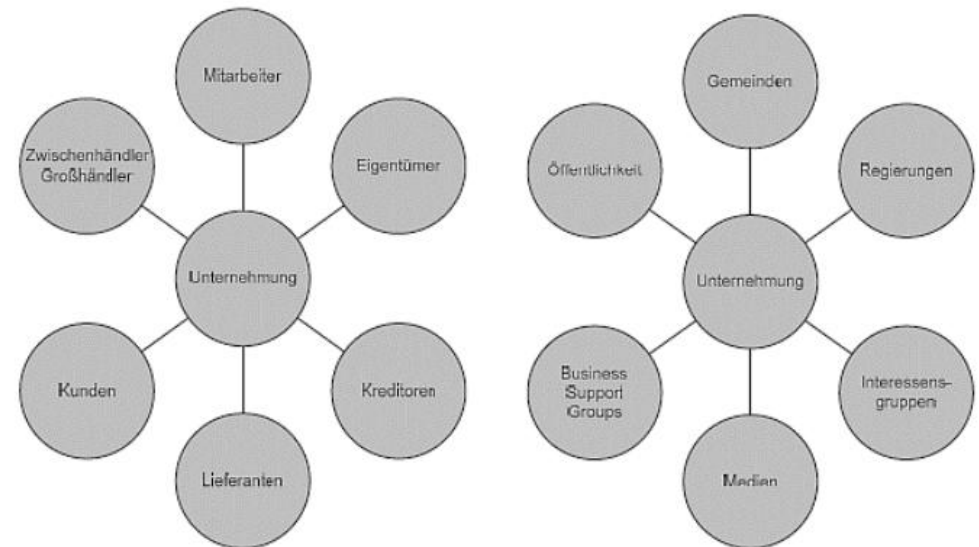 Mitarbeiter
Zwischenhändler
Großhändler
Eigentümer
Unternehmung
Kunden
Kreditoren
Lieferanten
Gemeinden
Öffentlichkeit
Regierungen
Unternehmung
Business
Support
Groups
Interessens-
gruppen
Medien